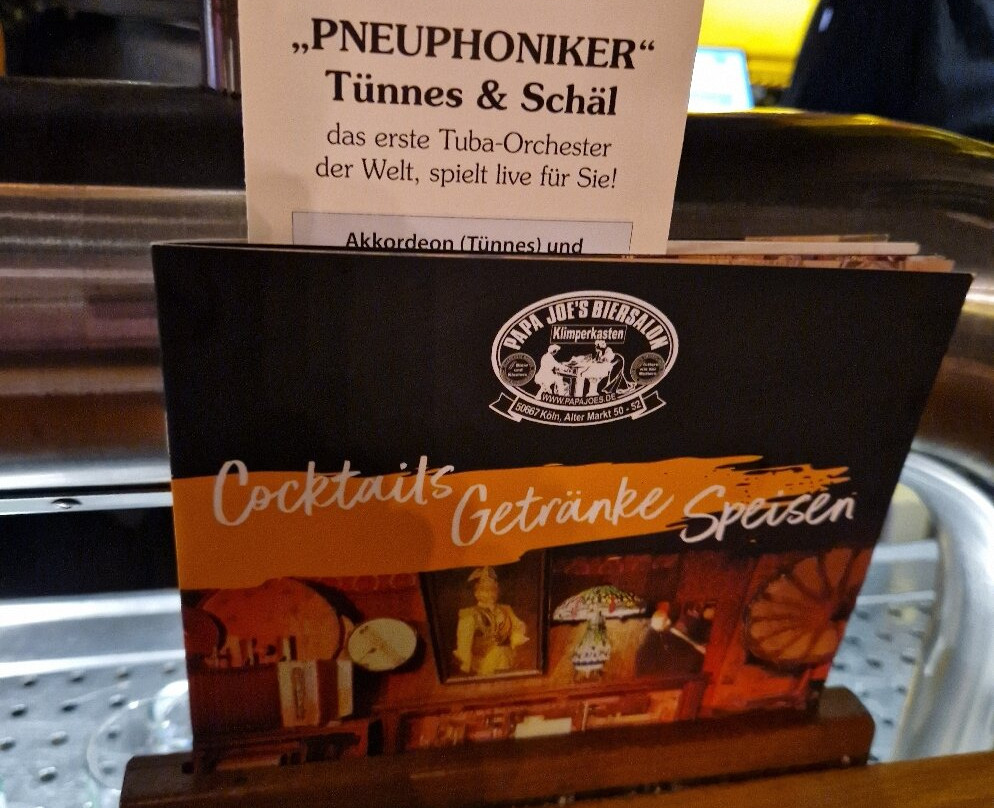 „PNEUPHONIKER“
Tünnes & Schäl
das erste Tuba-Orchester
der Welt, spielt live für Sie!
Akkordeon (Tünnes) und
PAPA JOE'S BIERSALON
Klimperkasten
WWW.PAPAJOES.DE
50667 Köln, Alter Markt 50 - 52
Cocktails
Getränke
Speisen